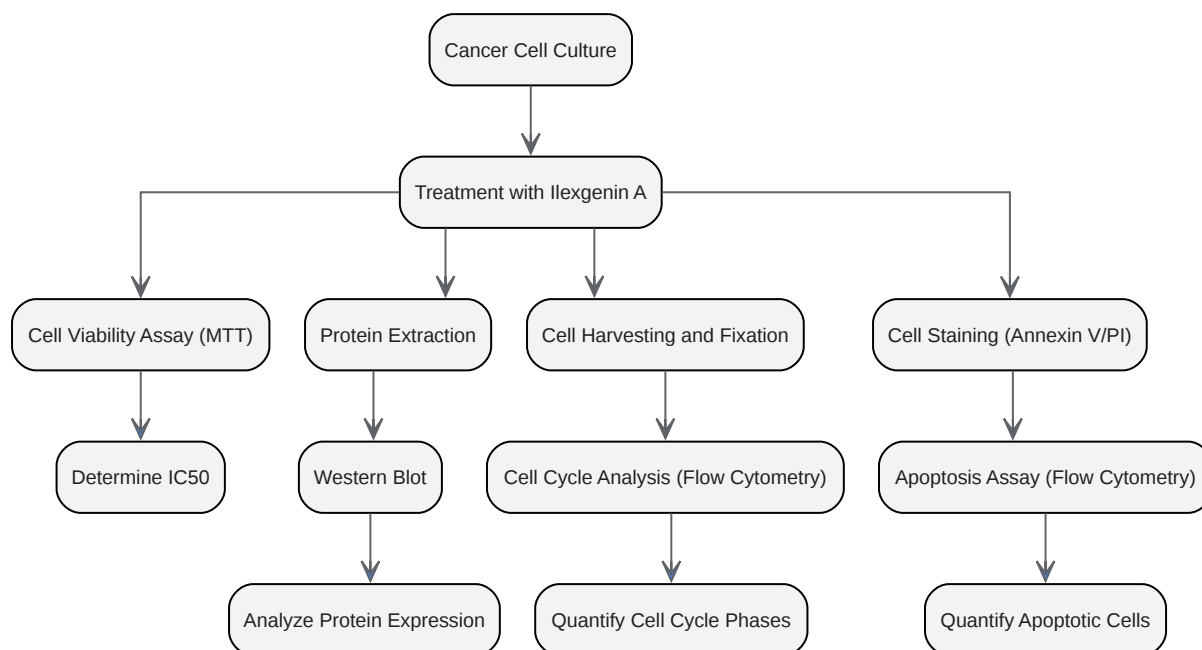 Cancer Cell Culture
Treatment with Ilexgenin A
Cell Viability Assay (MTT)
Protein Extraction
Cell Harvesting and Fixation
Cell Staining (Annexin V/PI)
Determine IC50
Western Blot
Cell Cycle Analysis (Flow Cytometry)
Apoptosis Assay (Flow Cytometry)
Analyze Protein Expression
Quantify Cell Cycle Phases
Quantify Apoptotic Cells